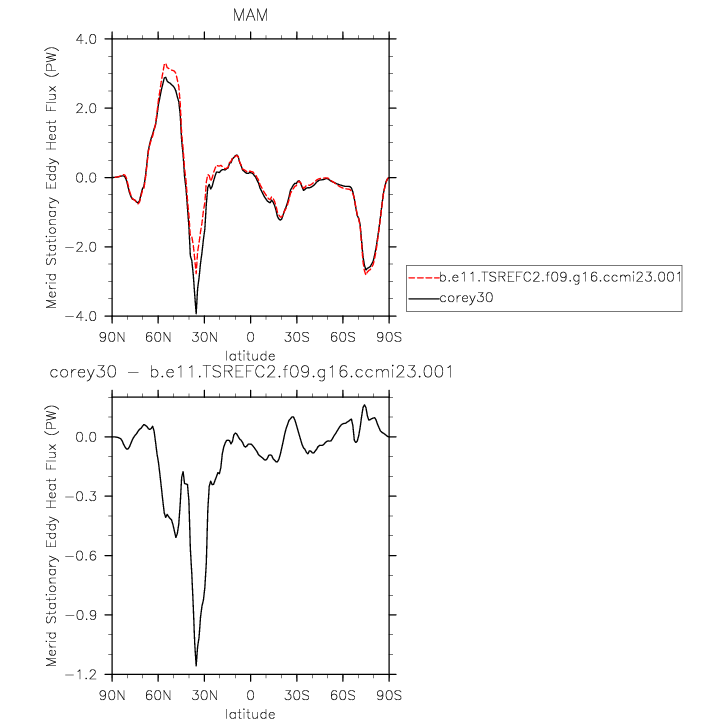 MAM
Merid Stationary Eddy Heat Flux (PW)
4.0
2.0
0.0
−2.0
−4.0
90N 60N 30N 0 30S 60S 90S
latitude
b.e11.TSREFC2.f09.g16.ccmi23.001
corey30
corey30 − b.e11.TSREFC2.f09.g16.ccmi23.001
Merid Stationary Eddy Heat Flux (PW)
0.0
−0.3
−0.6
−0.9
−1.2
90N 60N 30N 0 30S 60S 90S
latitude